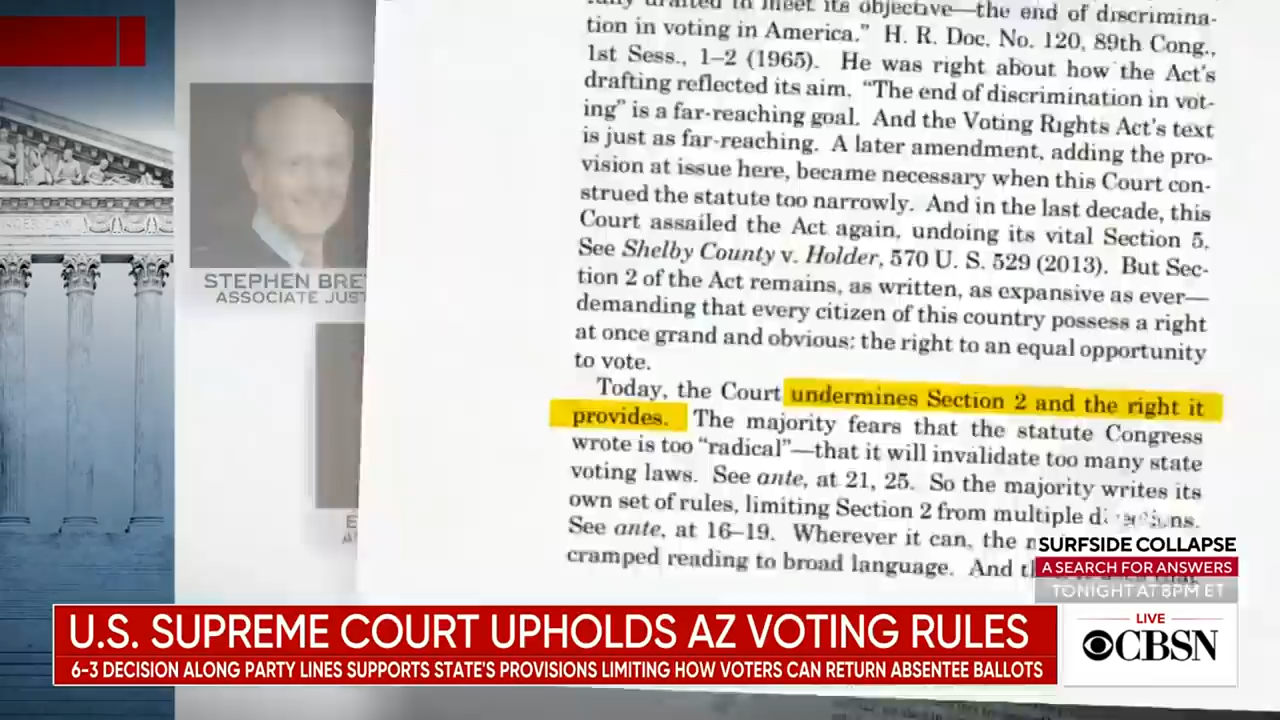 fully drafted to meet its objective—the end of discrimina-
tion in voting in America.” H. R. Doc. No. 120, 89th Cong.,
1st Sess., 1–2 (1965). He was right about how the Act’s
drafting reflected its aim. “The end of discrimination in vot-
ing” is a far-reaching goal. And the Voting Rights Act’s text
is just as far-reaching. A later amendment, adding the pro-
vision at issue here, became necessary when this Court con-
strued the statute too narrowly. And in the last decade, this
Court assailed the Act again, undoing its vital Section 5.
See Shelby County v. Holder, 570 U. S. 529 (2013). But Sec-
tion 2 of the Act remains, as written, as expansive as ever—
demanding that every citizen of this country possess a right
at once grand and obvious: the right to an equal opportunity
to vote.
Today, the Court undermines Section 2 and the right it
provides. The majority fears that the statute Congress
wrote is too “radical”—that it will invalidate too many state
voting laws. See ante, at 21, 25. So the majority writes its
own set of rules, limiting Section 2 from multiple
See ante, at 16–19. Wherever it can, the
cramped reading to broad language. And
STEPHEN BRE
ASSOCIATE JUST
SURFSIDE COLLAPSE
A SEARCH FOR ANSWERS
TONIGHT AT 8PM ET
U.S. SUPREME COURT UPHOLDS AZ VOTING RULES
6-3 DECISION ALONG PARTY LINES SUPPORTS STATE'S PROVISIONS LIMITING HOW VOTERS CAN RETURN ABSENTEE BALLOTS
LIVE
CBSN